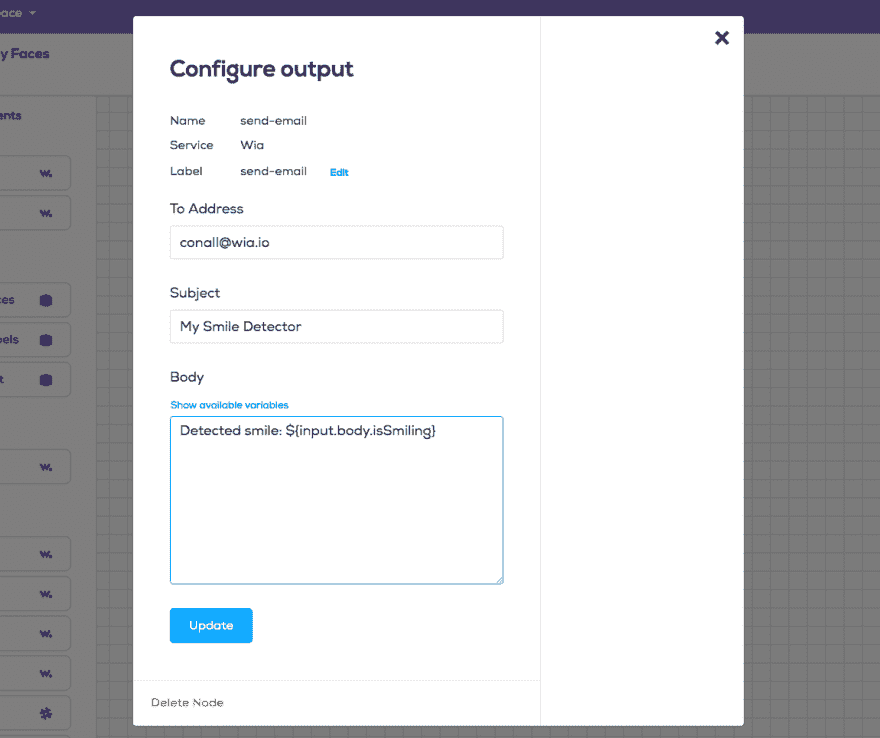 ace
y Faces
ents
Configure output
Name send-email
Service Wia
Label send-email Edit
To Address
conall@wia.io
Subject
My Smile Detector
Body
Show available variables
Detected smile: ${input.body.isSmiling}
Update
Delete Node
ces
els
t